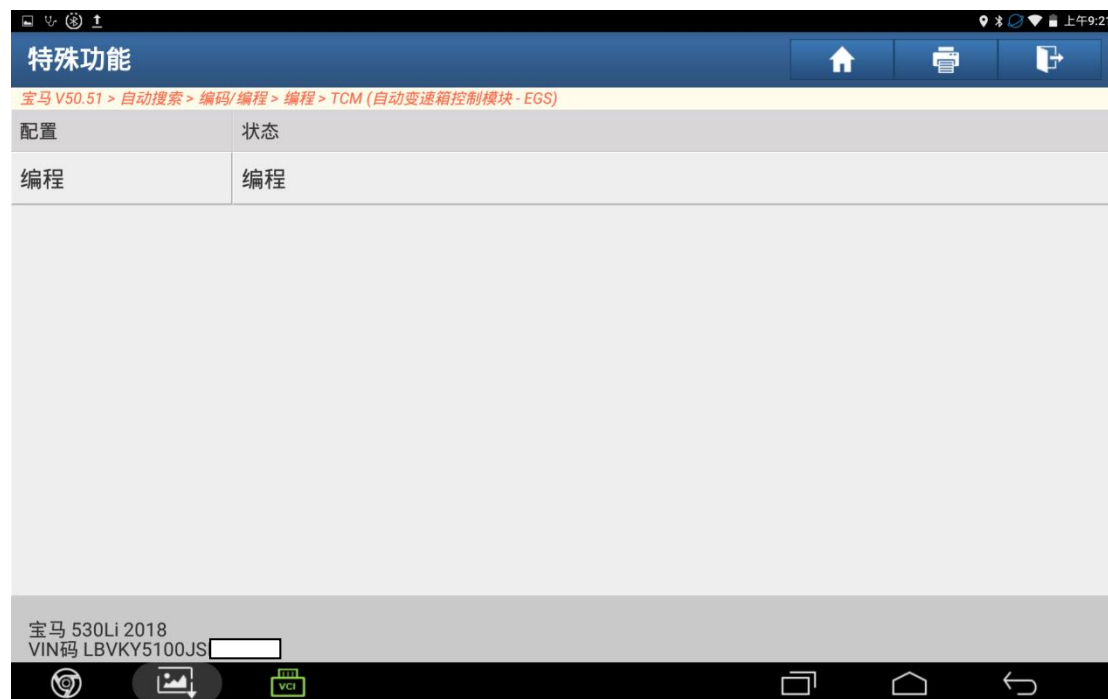 上午9:21
特殊功能
宝马 V50.51 > 自动搜索 > 编码/编程 > 编程 > TCM (自动变速箱控制模块 - EGS)
配置 状态
编程 编程
宝马 530Li 2018
VIN码 LBVKY5100JS
VCI